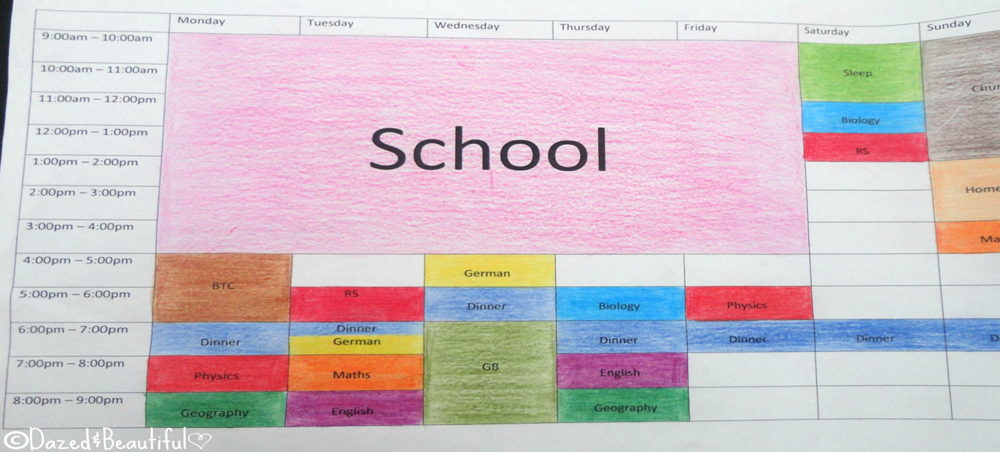 Monday Tuesday Wednesday Thursday Friday Saturday Sunday
9:00am – 10:00am
10:00am – 11:00am Sleep
11:00am – 12:00pm Biology
12:00pm – 1:00pm School RS
1:00pm – 2:00pm
2:00pm – 3:00pm
3:00pm – 4:00pm
4:00pm – 5:00pm BTC German
5:00pm – 6:00pm RS Dinner Biology Physics
6:00pm – 7:00pm Dinner Dinner German Dinner Dinner Dinner
7:00pm – 8:00pm Physics Maths GB English
8:00pm – 9:00pm Geography English Geography
©Dazed&Beautiful♡